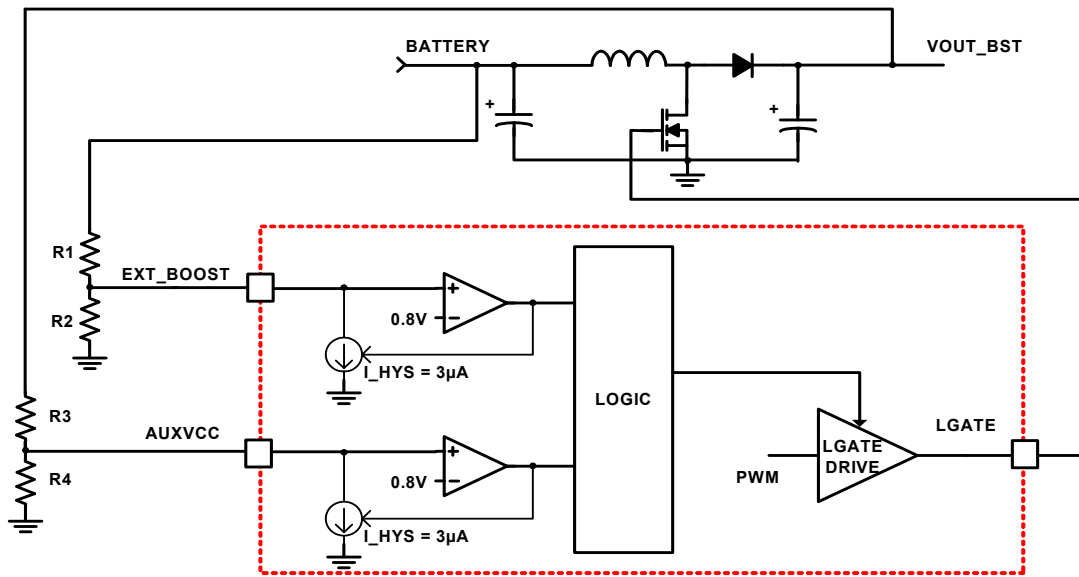 BATTERY
VOUT_BST
+
+
R1
EXT_BOOST
R2
+
0.8V
−
I_HYS = 3µA
LOGIC
R3
AUXVCC
R4
+
0.8V
−
I_HYS = 3µA
LGATE
DRIVE
LGATE
PWM